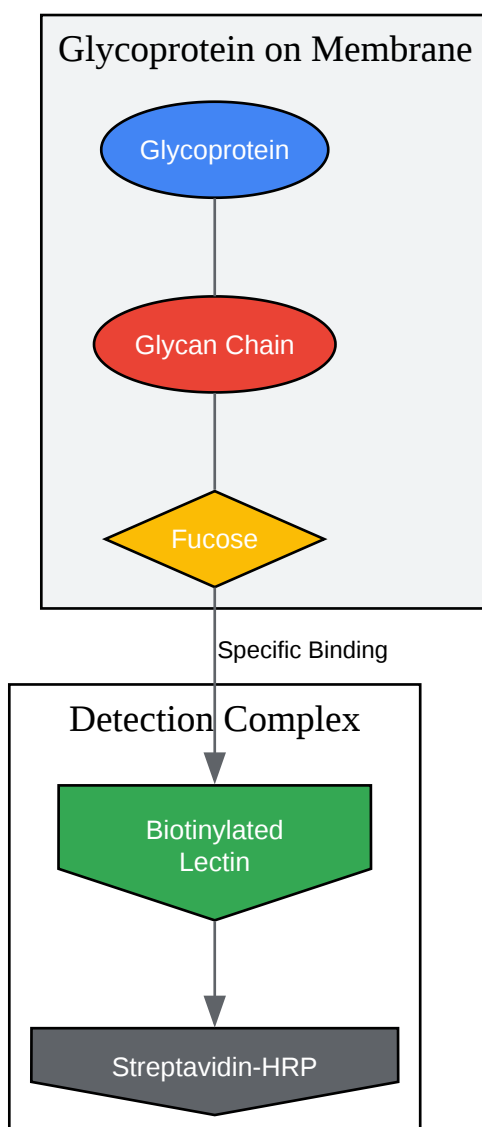 Glycoprotein on Membrane
Glycoprotein
Glycan Chain
Fucose
Specific Binding
Detection Complex
Biotinylated
Lectin
Streptavidin-HRP